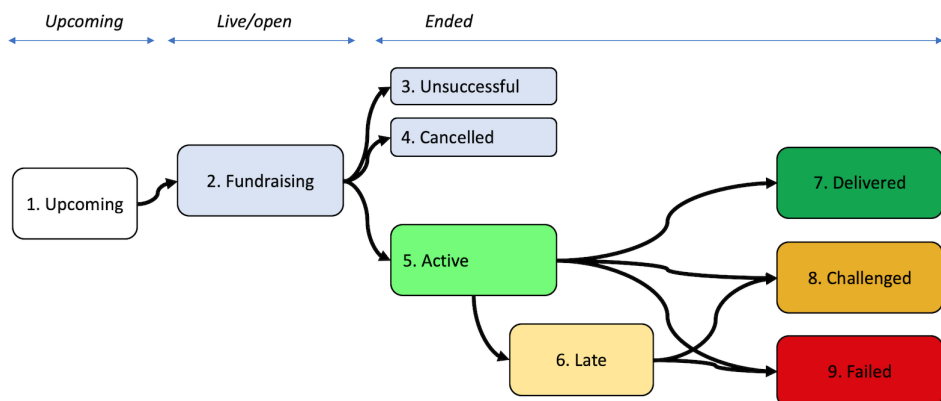 Upcoming
Live/open
Ended
3. Unsuccessful
4. Cancelled
2. Fundraising
1. Upcoming
7. Delivered
5. Active
8. Challenged
6. Late
9. Failed